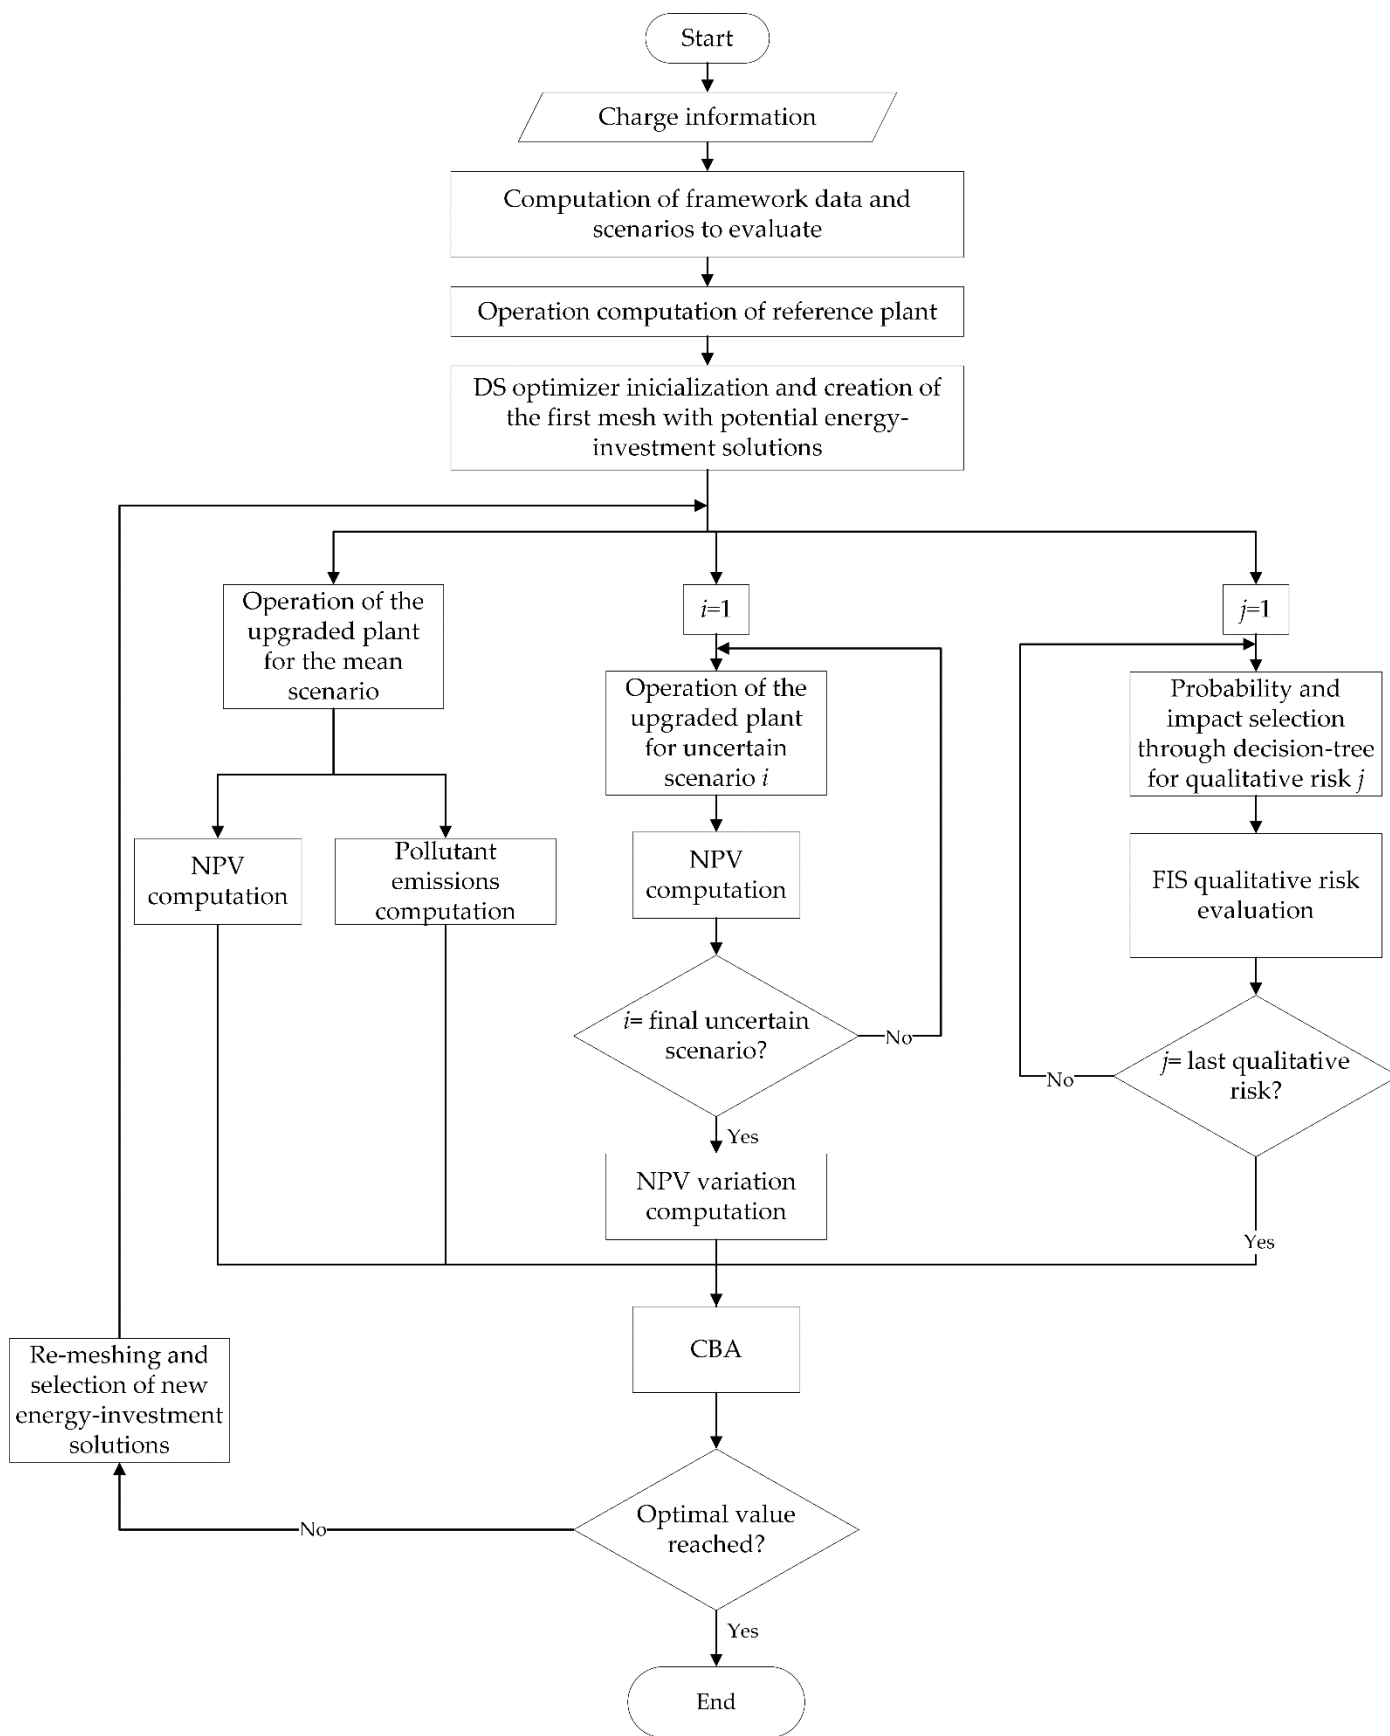 Start
Charge information
Computation of framework data and
scenarios to evaluate
Operation computation of reference plant
DS optimizer inicialization and creation of
the first mesh with potential energy-
investment solutions
Operation of the
upgraded plant
for the mean
scenario
i=1
j=1
Operation of the
upgraded plant
for uncertain
scenario i
Probability and
impact selection
through decision-tree
for qualitative risk j
NPV
computation
Pollutant
emissions
computation
NPV
computation
FIS qualitative risk
evaluation
i= final uncertain
scenario?
No
j= last qualitative
risk?
No
Yes
NPV variation
computation
Yes
CBA
Re-meshing and
selection of new
energy-investment
solutions
Optimal value
reached?
No
Yes
End